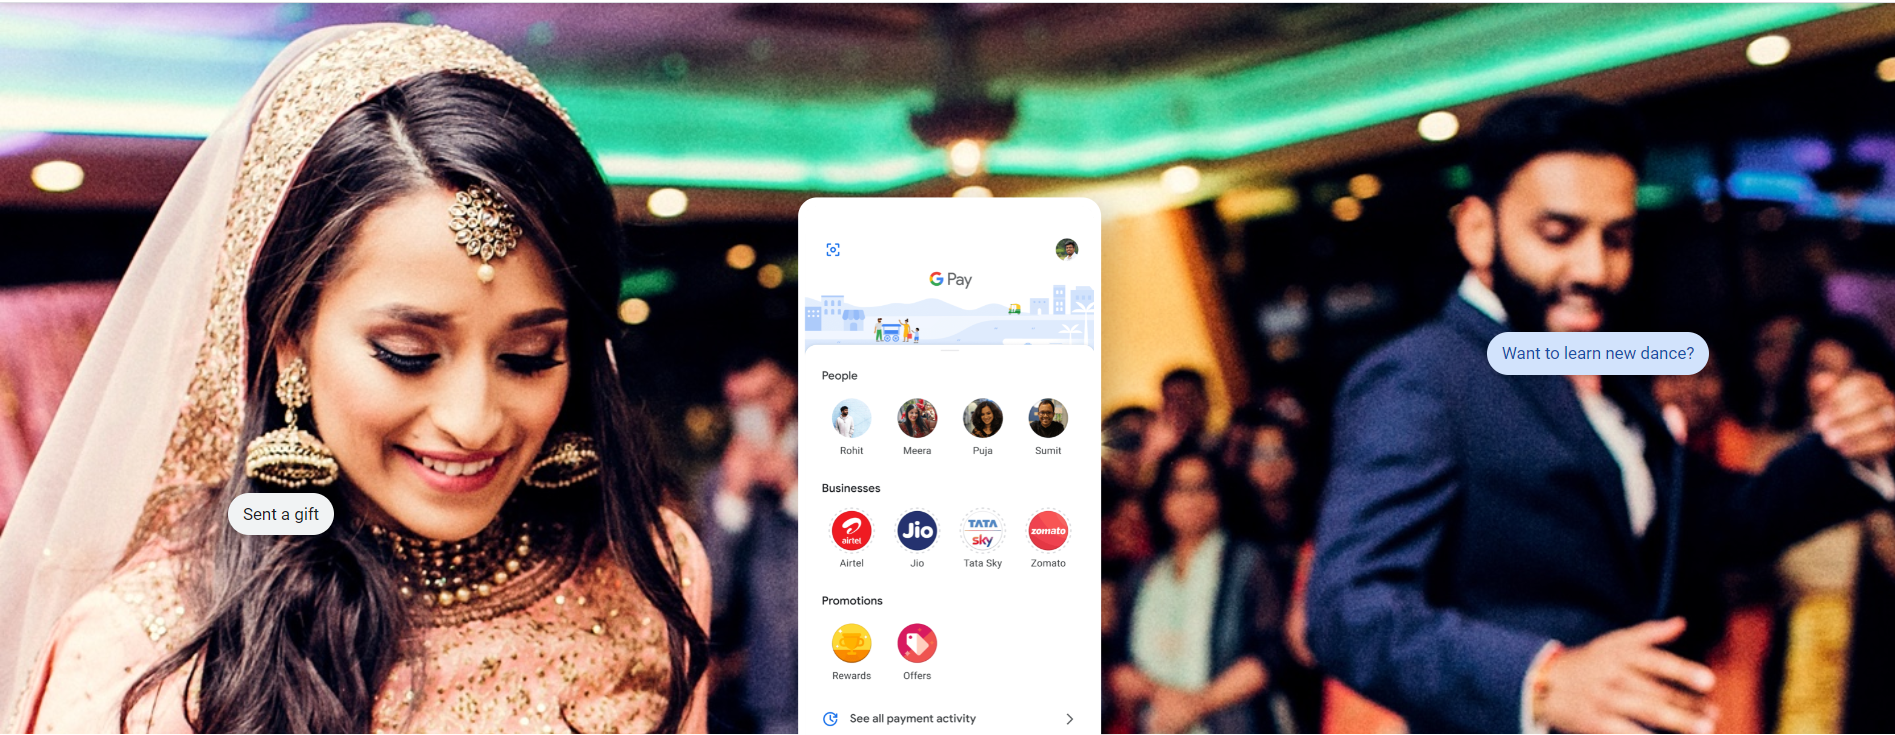 G Pay
People
Rohit Meera Puja Sumit
Businesses
airtel Jio TATA sky zomato
Airtel Jio Tata Sky Zomato
Promotions
Rewards Offers
See all payment activity
Sent a gift
Want to learn new dance?